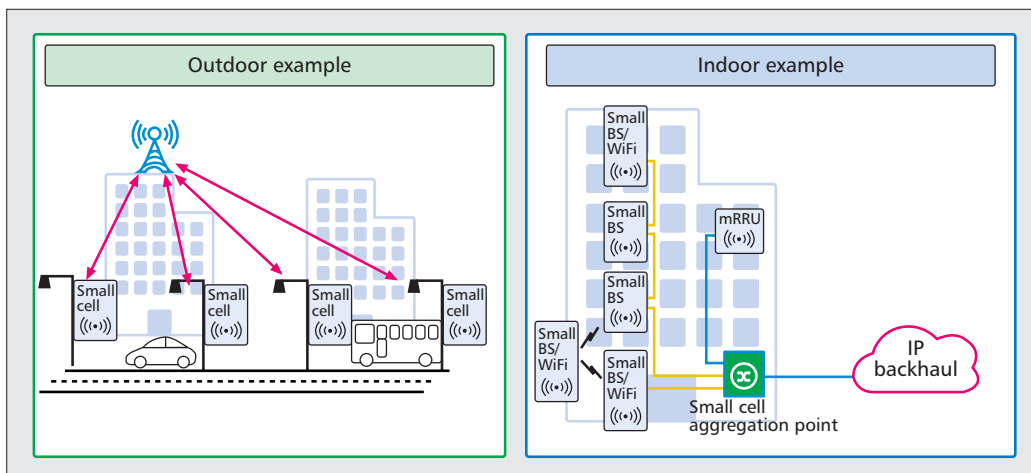 Outdoor example
Small
cell
Small
cell
Small
cell
Small
cell
Indoor example
Small
BS/
WiFi
Small
BS
mRRU
Small
BS
Small
BS/
WiFi
Small
BS/
WiFi
IP
backhaul
Small cell
aggregation point